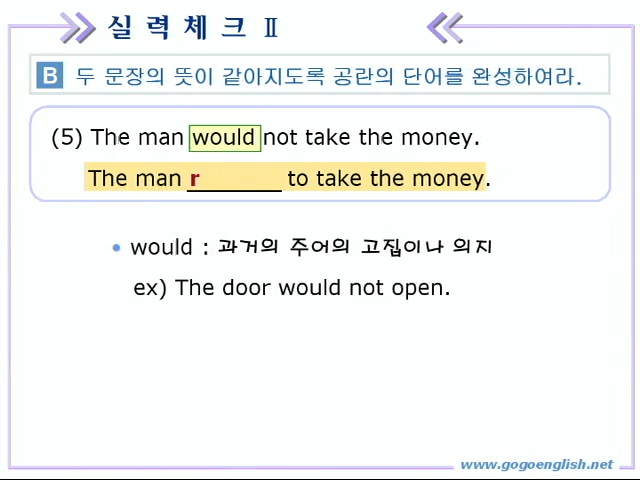 실 력 체 크 Ⅱ
B 두 문장의 뜻이 같아지도록 공란의 단어를 완성하여라.
(5) The man would not take the money.
The man r________ to take the money.
• would : 과거의 주어의 고집이나 의지
ex) The door would not open.
www.gogoenglish.net